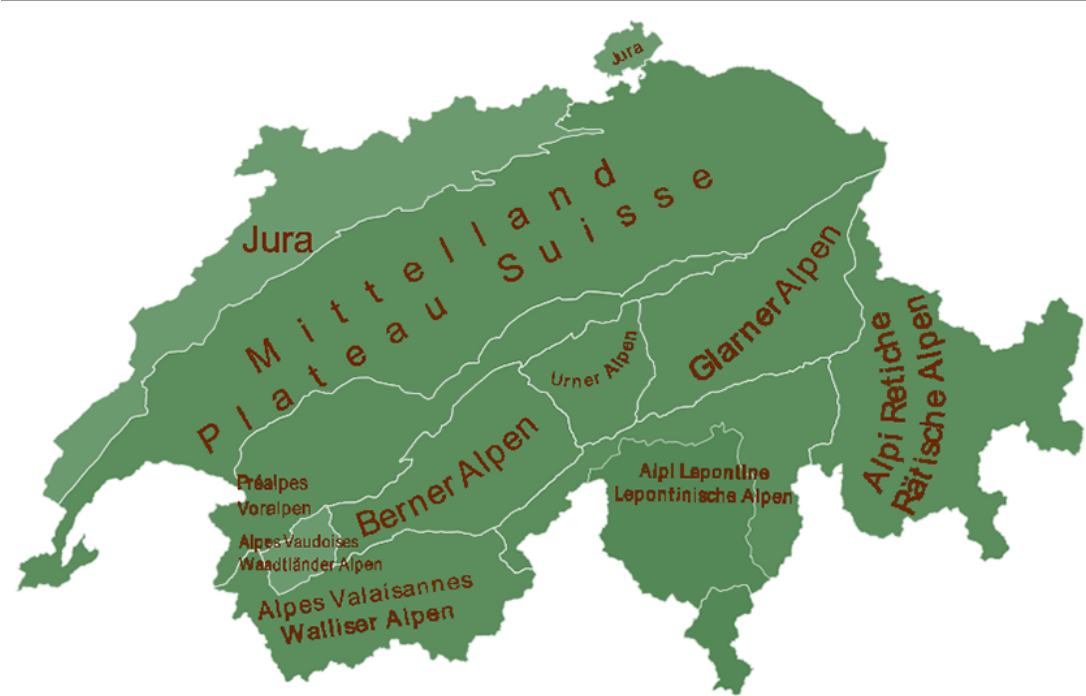 Jura
Jura
Mittelland
Plateau Suisse
Glarner Alpen
Urner Alpen
Alpi Retiche
Rätische Alpen
Berner Alpen
Alpi Lepontine
Lepontinische Alpen
Préalpes
Voralpen
Alpes Vaudoises
Waadtländer Alpen
Alpes Valaisannes
Walliser Alpen